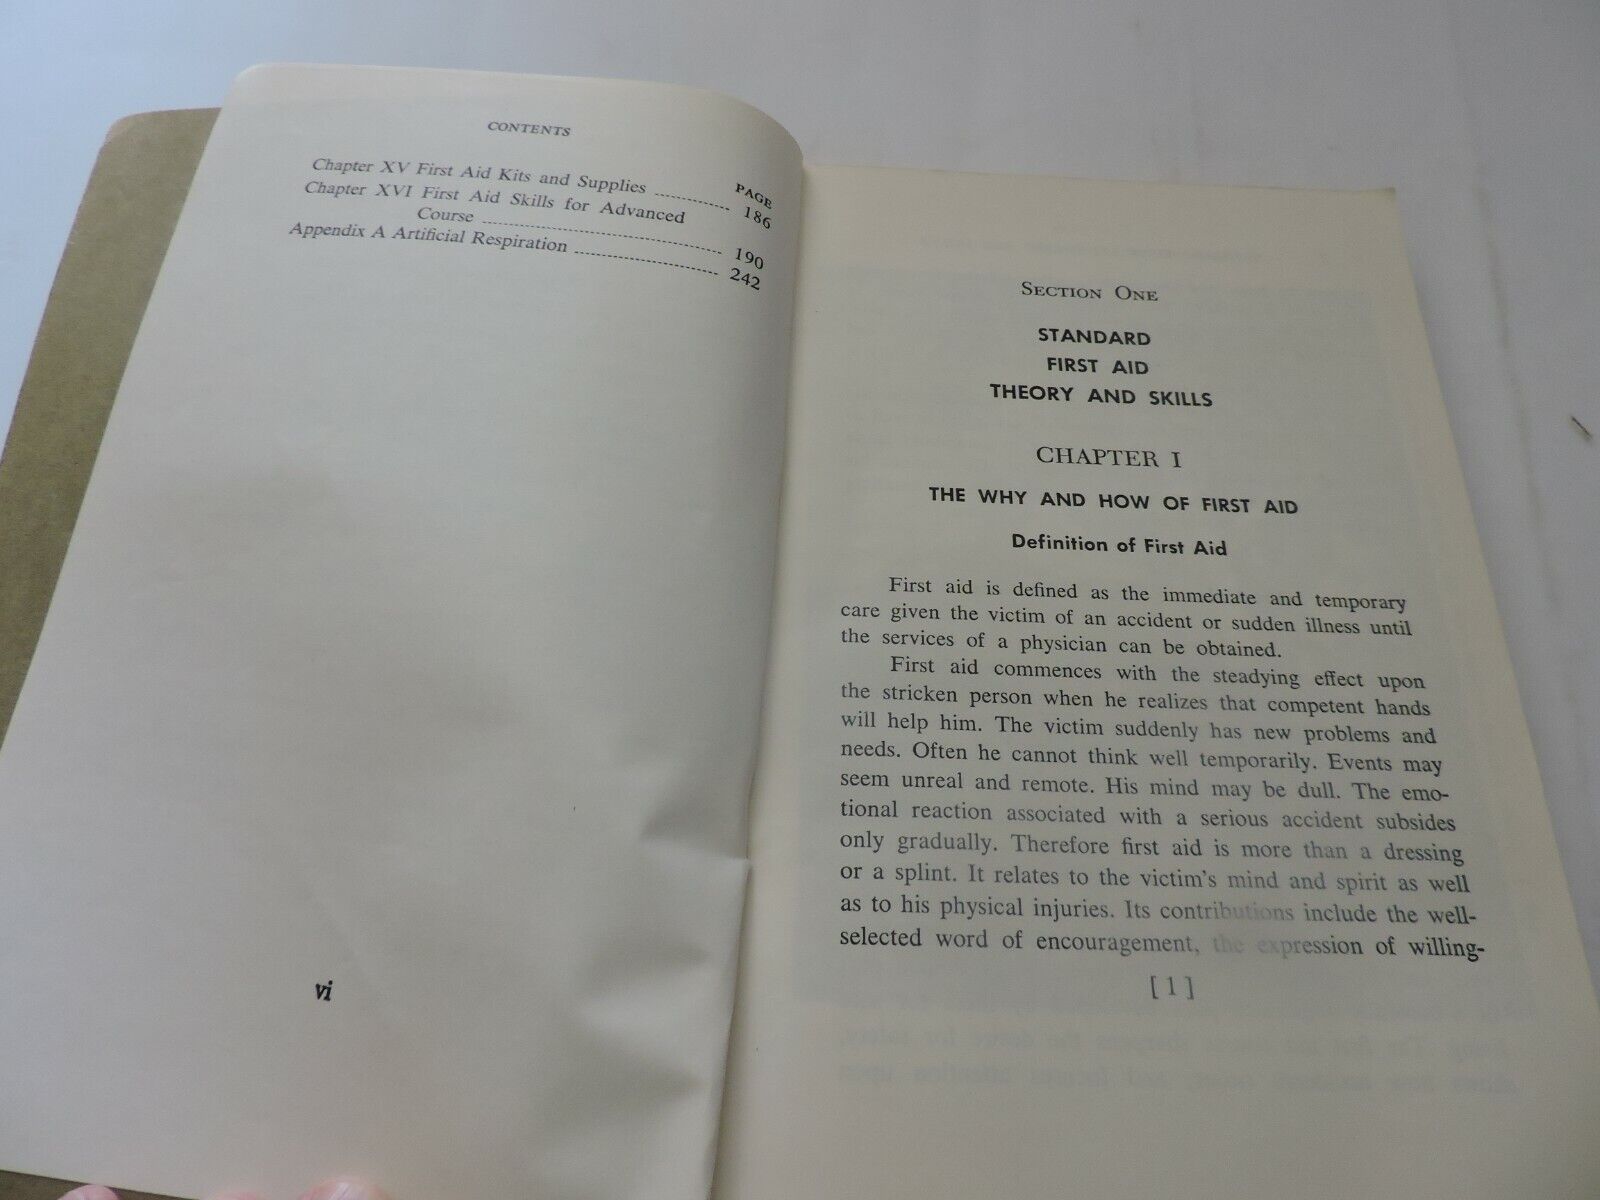 CONTENTS
PAGE
Chapter XV First Aid Kits and Supplies ---------------- 186
Chapter XVI First Aid Skills for Advanced
Course ---------------------------------------- 190
Appendix A Artificial Respiration ------------------------ 242
vi
SECTION ONE
STANDARD
FIRST AID
THEORY AND SKILLS
CHAPTER I
THE WHY AND HOW OF FIRST AID
Definition of First Aid
First aid is defined as the immediate and temporary
care given the victim of an accident or sudden illness until
the services of a physician can be obtained.
First aid commences with the steadying effect upon
the stricken person when he realizes that competent hands
will help him. The victim suddenly has new problems and
needs. Often he cannot think well temporarily. Events may
seem unreal and remote. His mind may be dull. The emo-
tional reaction associated with a serious accident subsides
only gradually. Therefore first aid is more than a dressing
or a splint. It relates to the victim's mind and spirit as well
as to his physical injuries. Its contributions include the well-
selected word of encouragement, the expression of willing-
[ 1 ]